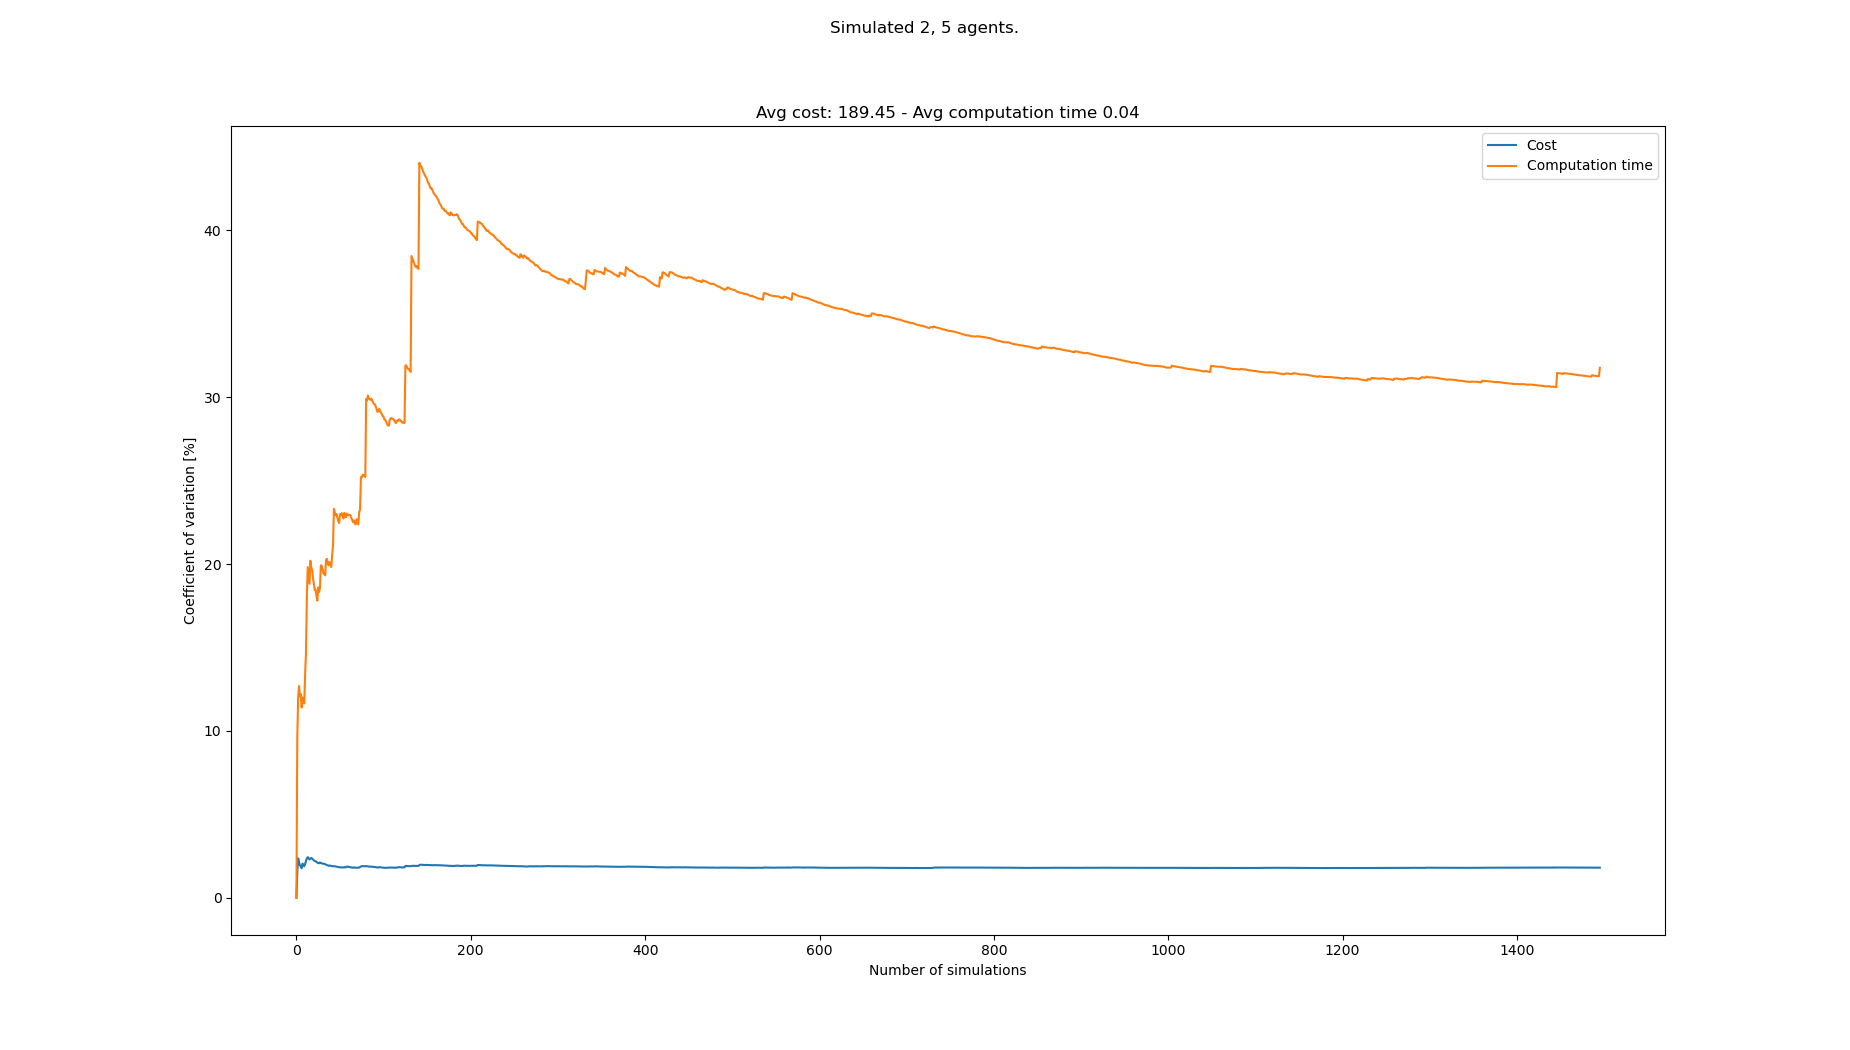 Simulated 2, 5 agents.
Avg cost: 189.45 - Avg computation time 0.04
Cost
Computation time
40
30
20
10
0
Coefficient of variation [%]
0 200 400 600 800 1000 1200 1400
Number of simulations